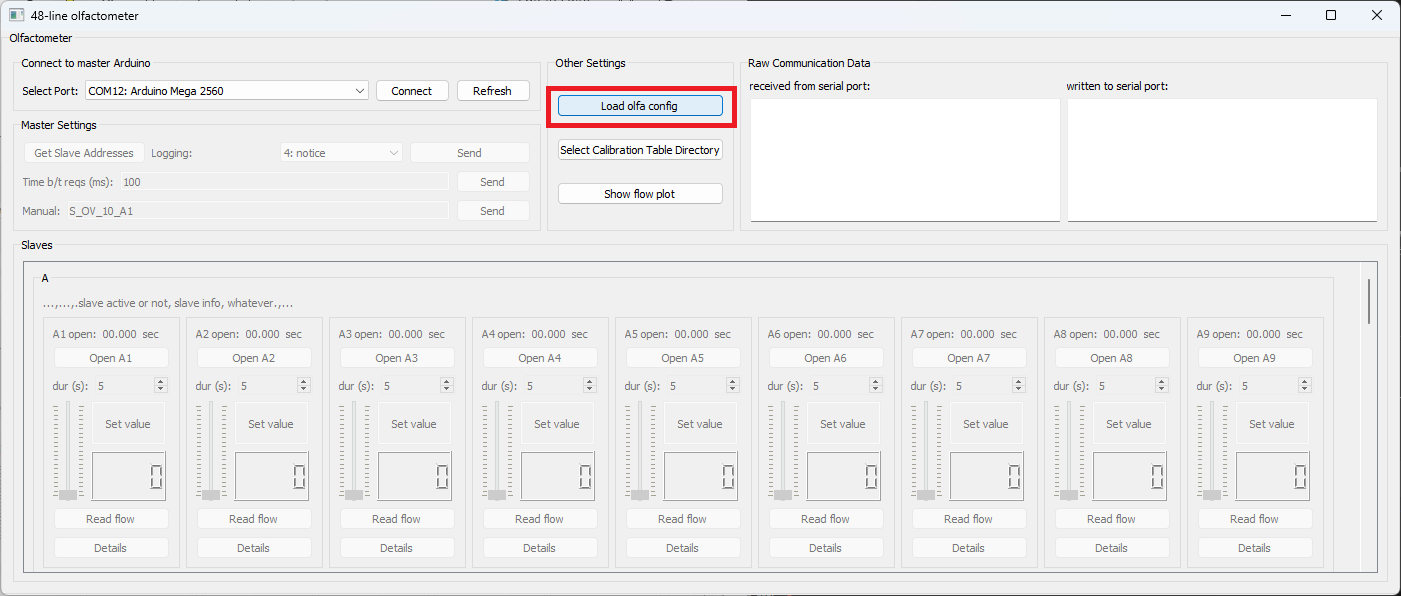 48-line olfactometer
Olfactometer
Connect to master Arduino
Select Port: COM12: Arduino Mega 2560 Connect Refresh
Master Settings
Get Slave Addresses Logging: 4: notice Send
Time b/t reqs (ms): 100 Send
Manual: S_OV_10_A1 Send
Other Settings
Load olfa config
Select Calibration Table Directory
Show flow plot
Raw Communication Data
received from serial port: written to serial port:
Slaves
A
...,...,.slave active or not, slave info, whatever.,...
A1 open: 00.000 sec A2 open: 00.000 sec A3 open: 00.000 sec A4 open: 00.000 sec A5 open: 00.000 sec A6 open: 00.000 sec A7 open: 00.000 sec A8 open: 00.000 sec A9 open: 00.000 sec
Open A1 Open A2 Open A3 Open A4 Open A5 Open A6 Open A7 Open A8 Open A9
dur (s): 5 dur (s): 5 dur (s): 5 dur (s): 5 dur (s): 5 dur (s): 5 dur (s): 5 dur (s): 5 dur (s): 5
Set value Set value Set value Set value Set value Set value Set value Set value Set value
0 0 0 0 0 0 0 0 0
Read flow Read flow Read flow Read flow Read flow Read flow Read flow Read flow Read flow
Details Details Details Details Details Details Details Details Details